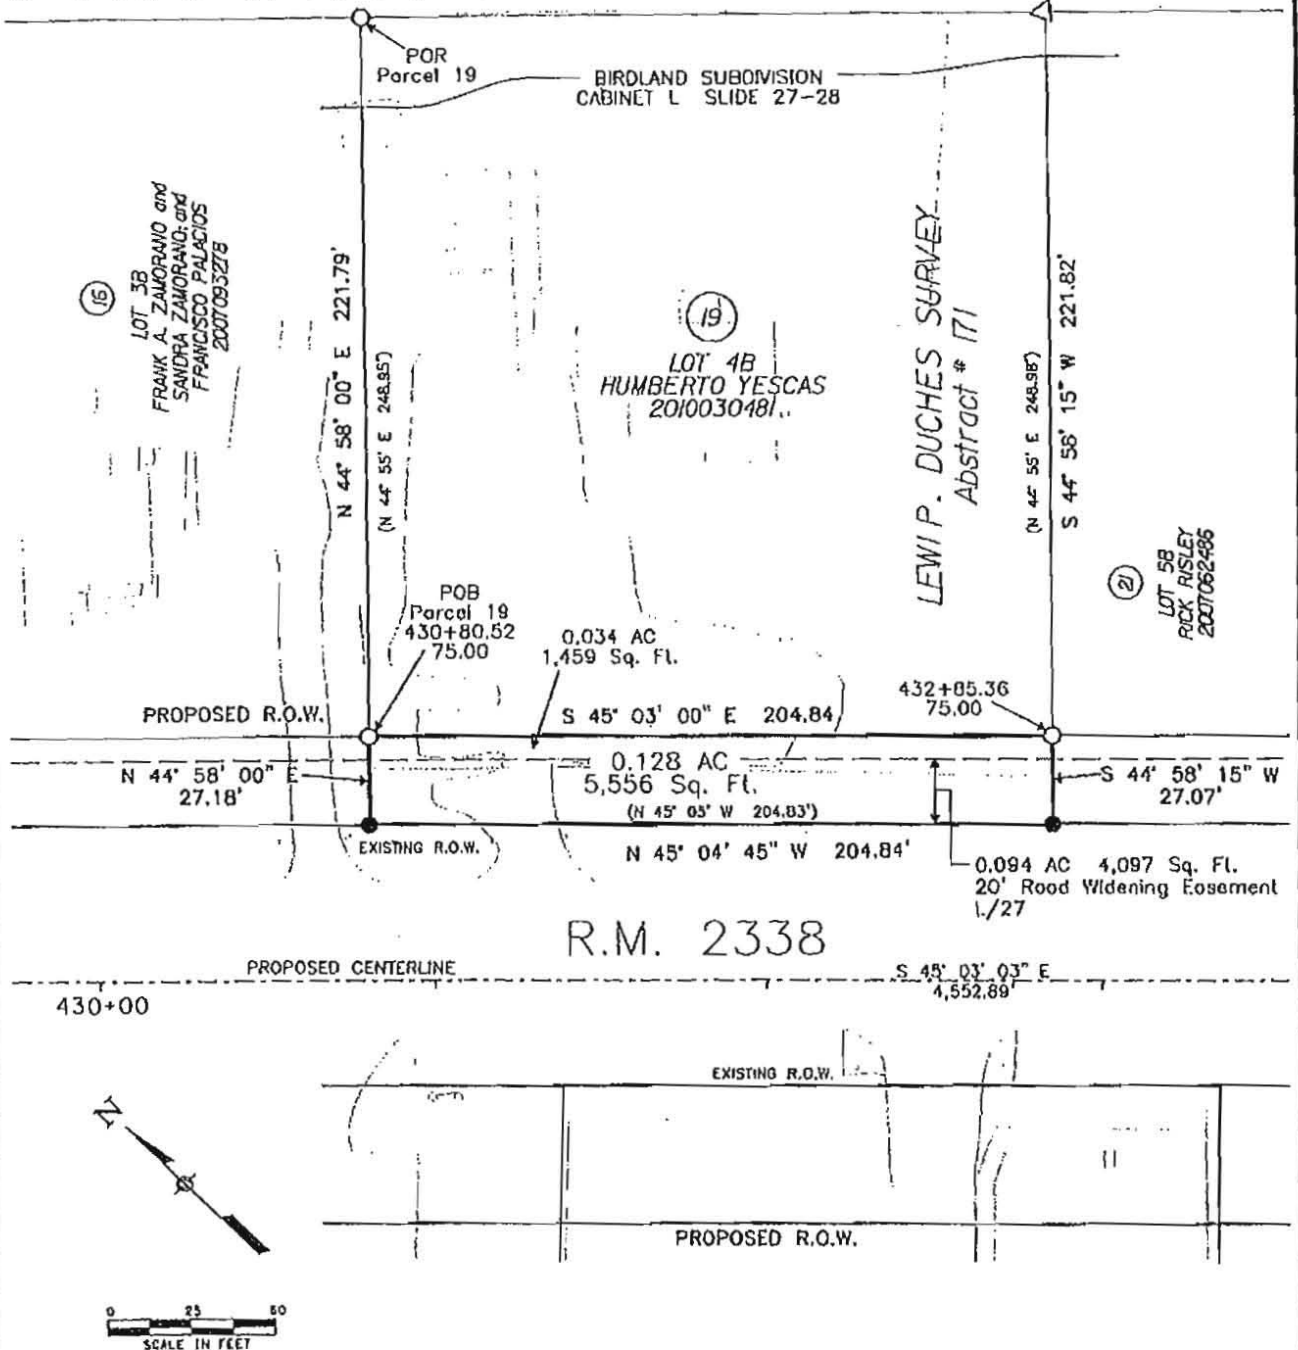 POR
Parcel 19
BIRDLAND SUBDIVISION
CABINET L SLIDE 27-28
16
LOT 3B
FRANK A. ZAMORANO and
SANDRA ZAMORANO; and
FRANCISCO PALACIOS
2007093278
N 44° 58' 00" E 221.79'
(N 44° 55' E 248.95')
19
LOT 4B
HUMBERTO YESCAS
2010030481
LEWI P. DUCHES SURVEY
Abstract # 171
(N 44° 55' E 248.98')
S 44° 58' 15" W 221.82'
21
LOT 5B
RICK RISLEY
2007062486
POB
Parcel 19
430+80.52
75.00
0.034 AC
1,459 Sq. Ft.
432+85.36
75.00
PROPOSED R.O.W.
S 45° 03' 00" E 204.84
N 44° 58' 00" E
27.18'
0.128 AC
5,556 Sq. Ft.
(N 45° 05' W 204.83')
S 44° 58' 15" W
27.07'
EXISTING R.O.W.
N 45° 04' 45" W 204.84'
0.094 AC 4,097 Sq. Ft.
20' Road Widening Easement
L/27
R.M. 2338
PROPOSED CENTERLINE
S 45° 03' 03" E
4,552.89'
430+00
EXISTING R.O.W.
N
PROPOSED R.O.W.
0 25 50
SCALE IN FEET